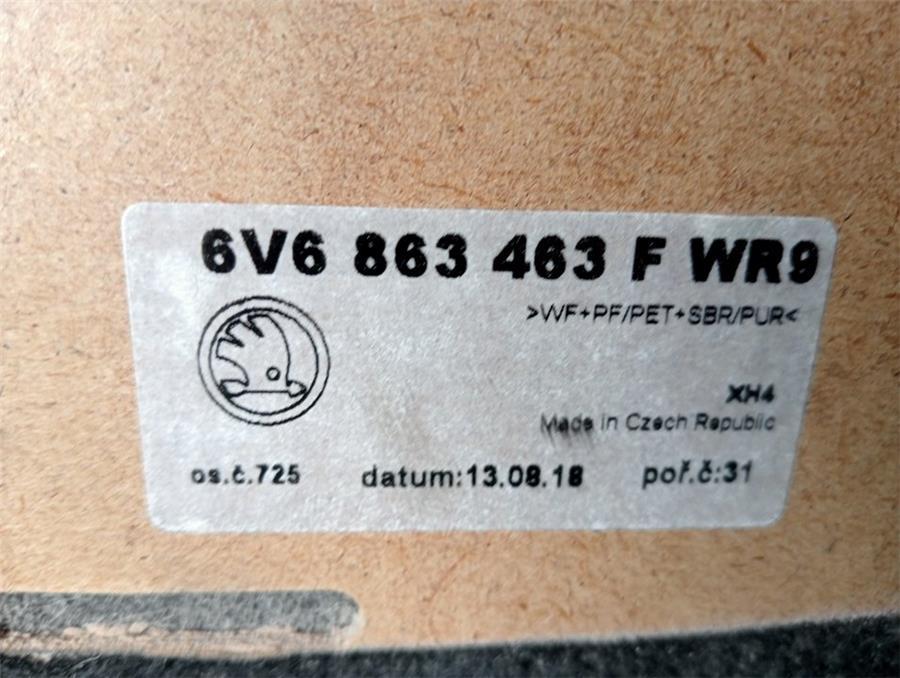 6V6 863 463 F WR9
>WF+PF/PET+SBR/PUR<
XH4
Made in Czech Republic
os.č.725 datum:13.08.18 poř.č:31